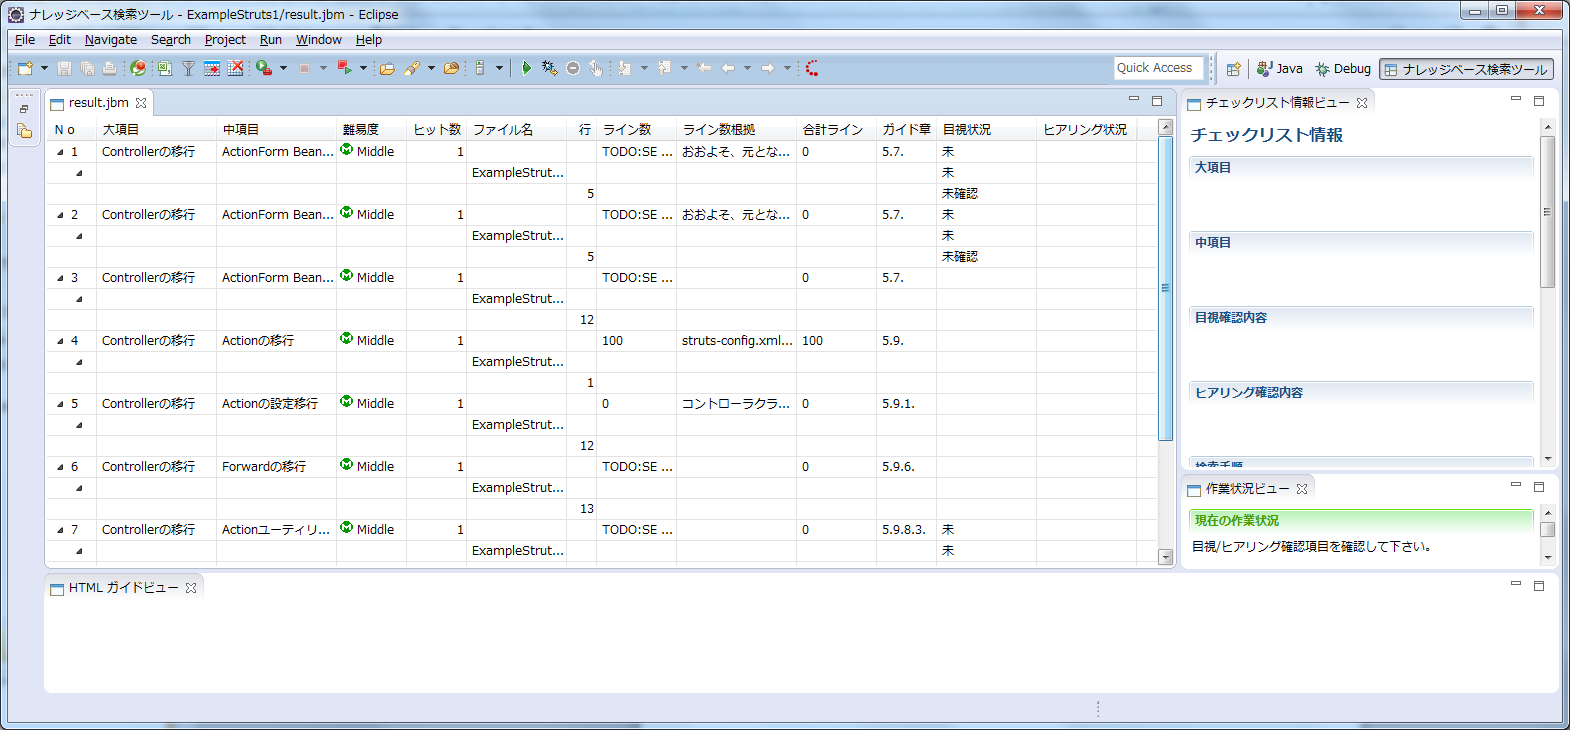 ナレッジベース検索ツール - ExampleStruts1/result.jbm - Eclipse
File Edit Navigate Search Project Run Window Help
Quick Access Java Debug ナレッジベース検索ツール
result.jbm
No 大項目 中項目 難易度 ヒット数 ファイル名 行 ライン数 ライン数根拠 合計ライン ガイド章 目視状況 ヒアリング状況
1 Controllerの移行 ActionForm Bean... Middle 1 TODO:SE ... おおよそ、元とな... 0 5.7. 未
ExampleStrut... 未
5 未確認
2 Controllerの移行 ActionForm Bean... Middle 1 TODO:SE ... おおよそ、元とな... 0 5.7. 未
ExampleStrut... 未
5 未確認
3 Controllerの移行 ActionForm Bean... Middle 1 TODO:SE ... 0 5.7.
ExampleStrut...
12
4 Controllerの移行 Actionの移行 Middle 1 100 struts-config.xml... 100 5.9.
ExampleStrut...
1
5 Controllerの移行 Actionの設定移行 Middle 1 0 コントローラクラ... 0 5.9.1.
ExampleStrut...
12
6 Controllerの移行 Forwardの移行 Middle 1 TODO:SE ... 0 5.9.6.
ExampleStrut...
13
7 Controllerの移行 Actionユーティリ... Middle 1 TODO:SE ... 0 5.9.8.3. 未
ExampleStrut... 未
チェックリスト情報ビュー
チェックリスト情報
大項目
中項目
目視確認内容
ヒアリング確認内容
検索手順
作業状況ビュー
現在の作業状況
目視/ヒアリング確認項目を確認して下さい。
HTML ガイドビュー